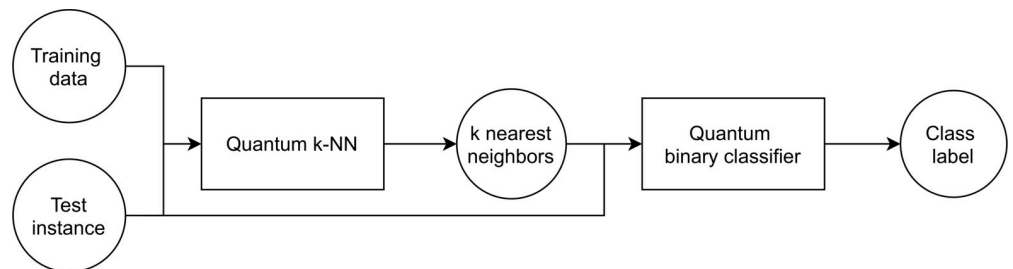 Training
data
Quantum k-NN
k nearest
neighbors
Quantum
binary classifier
Class
label
Test
instance